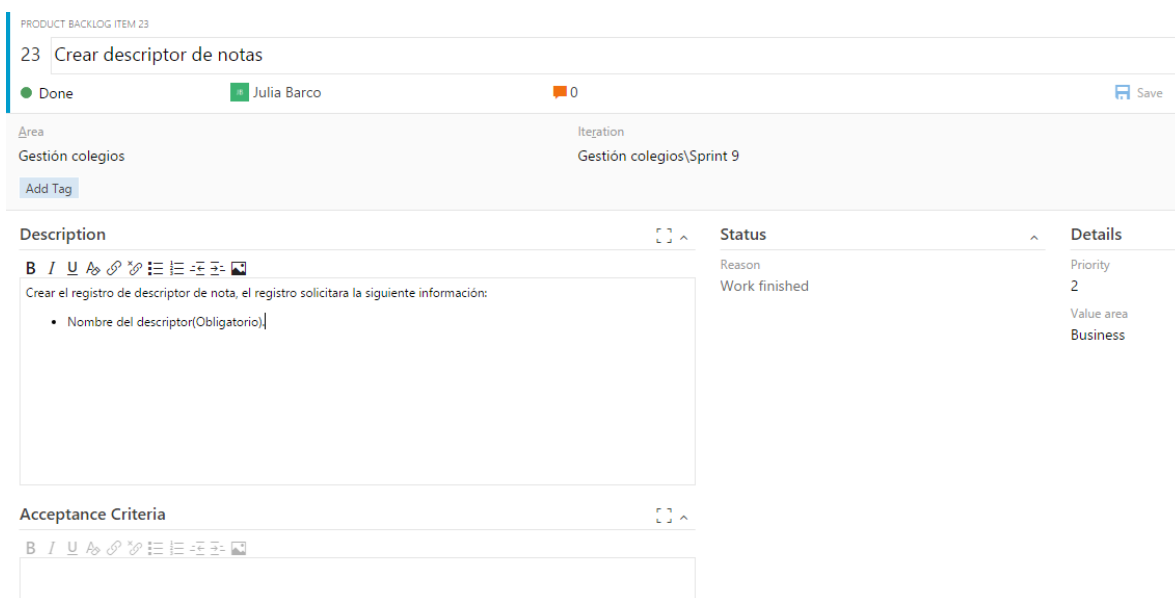 PRODUCT BACKLOG ITEM 23
23 Crear descriptor de notas
Done Julia Barco 0 Save
Area Iteration
Gestión colegios Gestión colegios\Sprint 9
Add Tag
Description Status Details
B I U
Reason Priority
Crear el registro de descriptor de nota, el registro solicitara la siguiente información:
Work finished 2
• Nombre del descriptor(Obligatorio).
Value area
Business
Acceptance Criteria
B I U